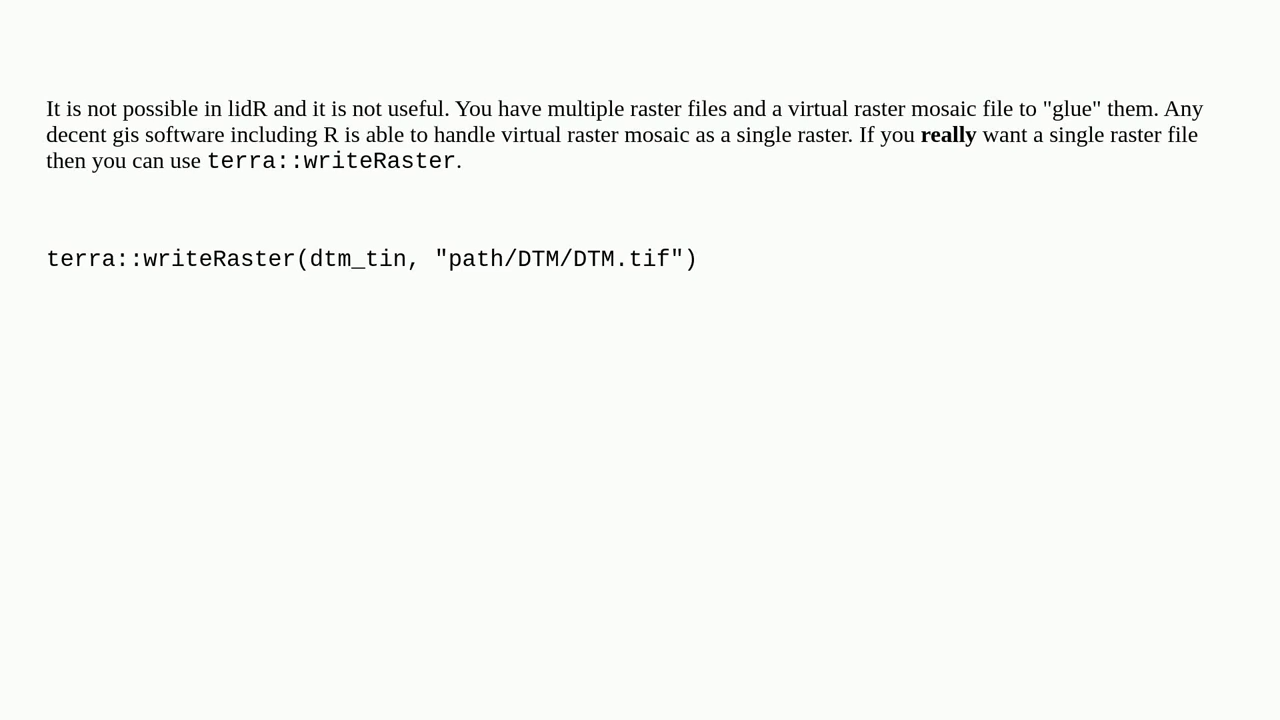 It is not possible in lidR and it is not useful. You have multiple raster files and a virtual raster mosaic file to "glue" them. Any
decent gis software including R is able to handle virtual raster mosaic as a single raster. If you really want a single raster file
then you can use terra::writeRaster.
terra::writeRaster(dtm_tin, "path/DTM/DTM.tif")